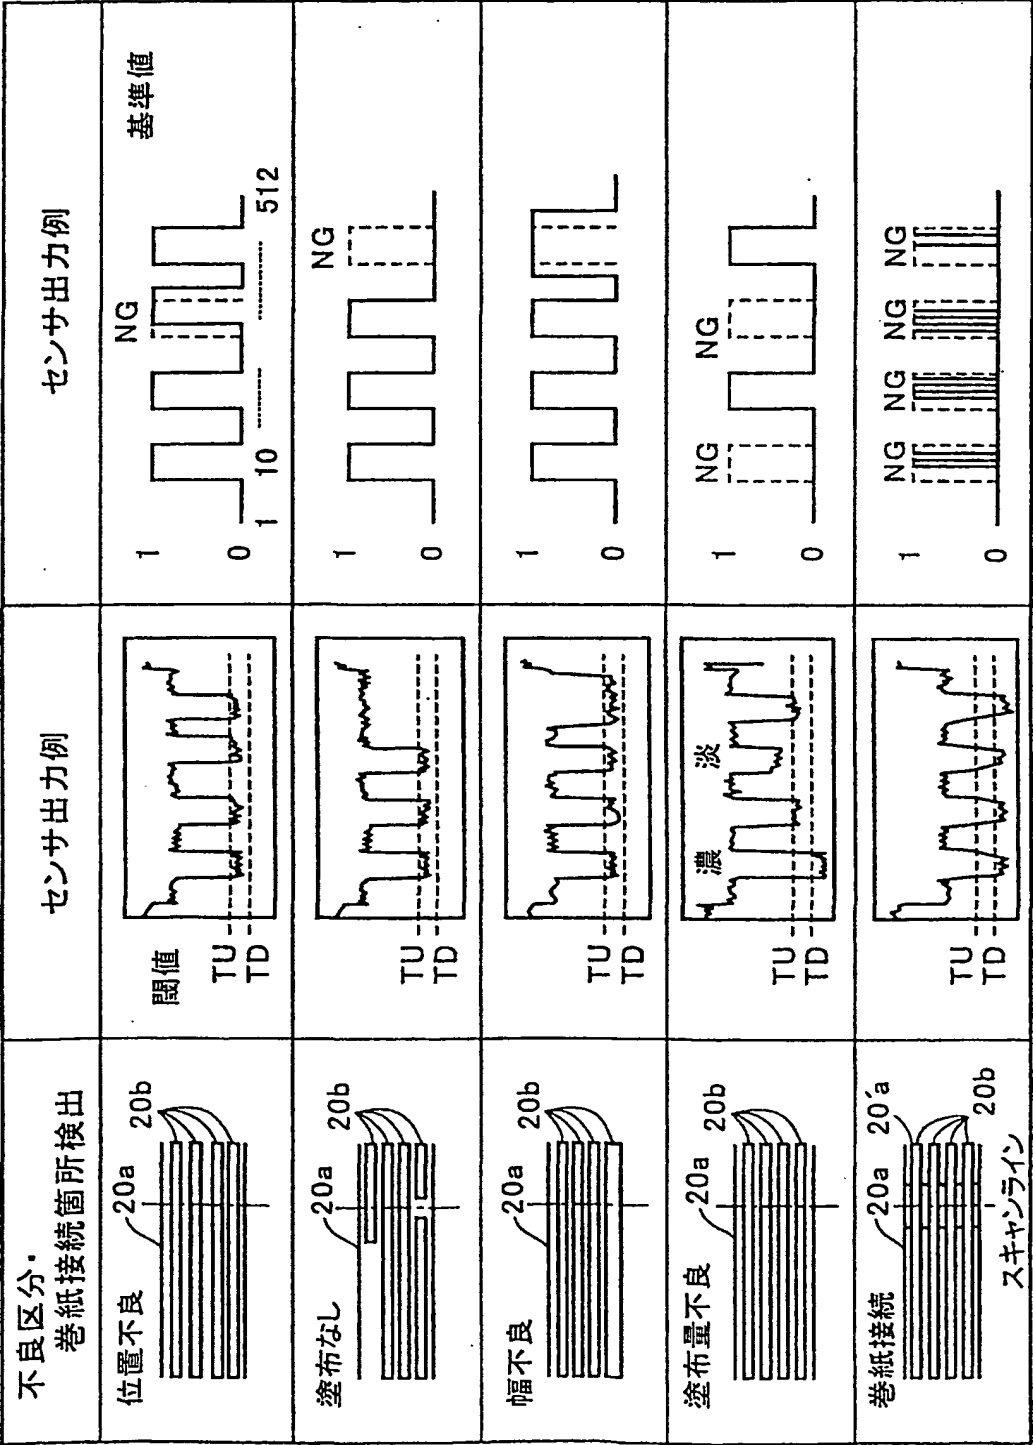 不良区分・
巻紙接続箇所検出
センサ出力例
センサ出力例
位置不良
20a
20b
閾値
TU
TD
1
0
NG
1
10
512
基準値
塗布なし
20a
20b
TU
TD
1
0
NG
幅不良
20a
20b
TU
TD
1
0
塗布量不良
20a
20b
濃
淡
TU
TD
1
0
NG
NG
巻紙接続
20a
20'a
20b
スキャンライン
TU
TD
1
0
NG
NG
NG
NG